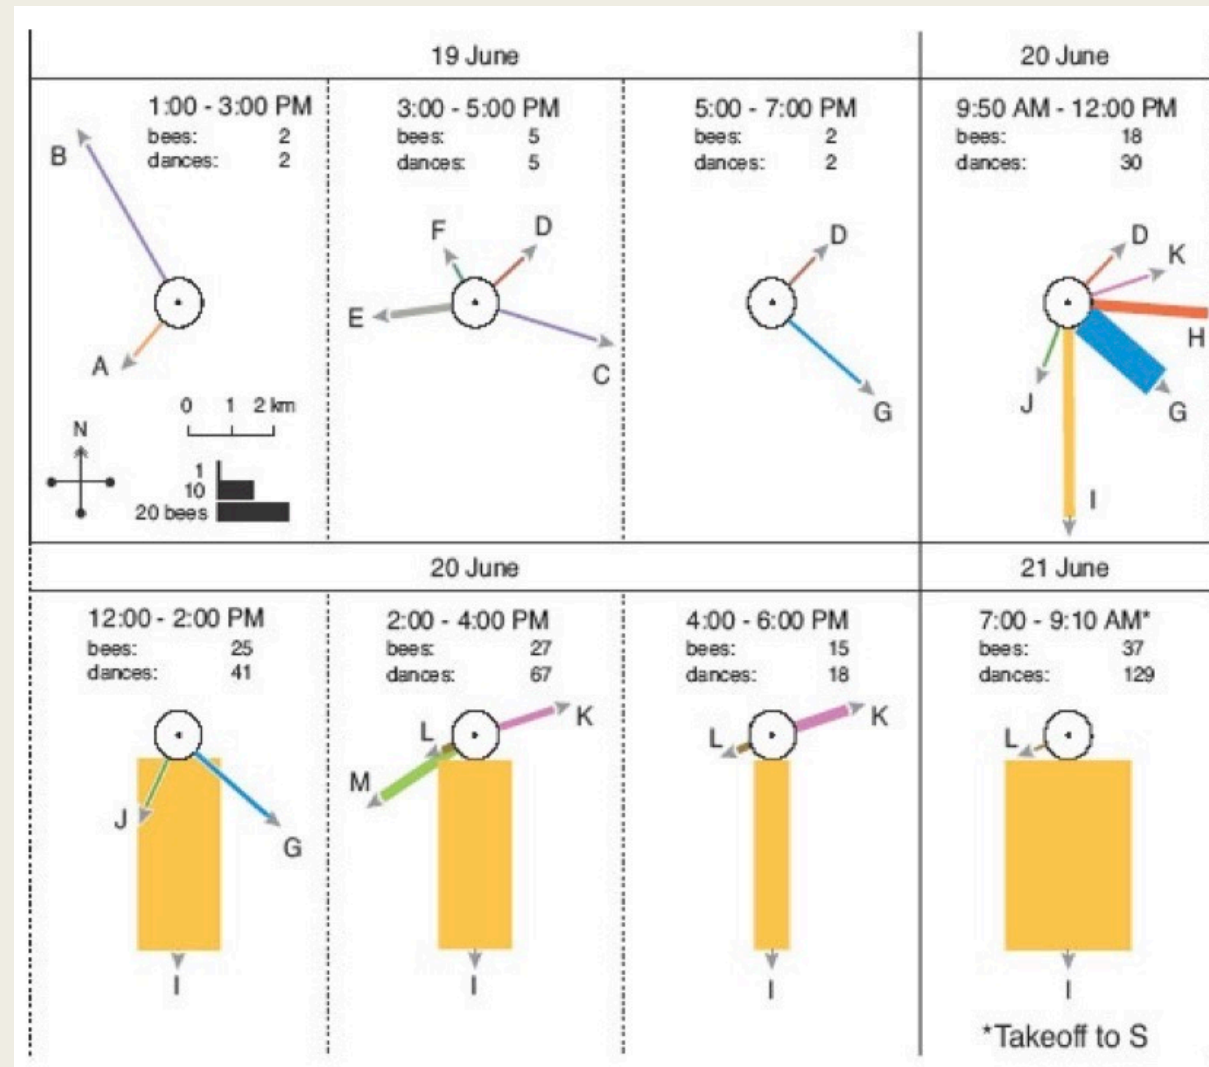 19 June
20 June
1:00 - 3:00 PM
bees: 2
dances: 2
B
A
0 1 2 km
N
1
10
20 bees
3:00 - 5:00 PM
bees: 5
dances: 5
F
D
E
C
5:00 - 7:00 PM
bees: 2
dances: 2
D
G
9:50 AM - 12:00 PM
bees: 18
dances: 30
D
K
H
J
G
I
20 June
21 June
12:00 - 2:00 PM
bees: 25
dances: 41
J
G
I
2:00 - 4:00 PM
bees: 27
dances: 67
L
K
M
I
4:00 - 6:00 PM
bees: 15
dances: 18
L
K
I
7:00 - 9:10 AM*
bees: 37
dances: 129
L
I
*Takeoff to S